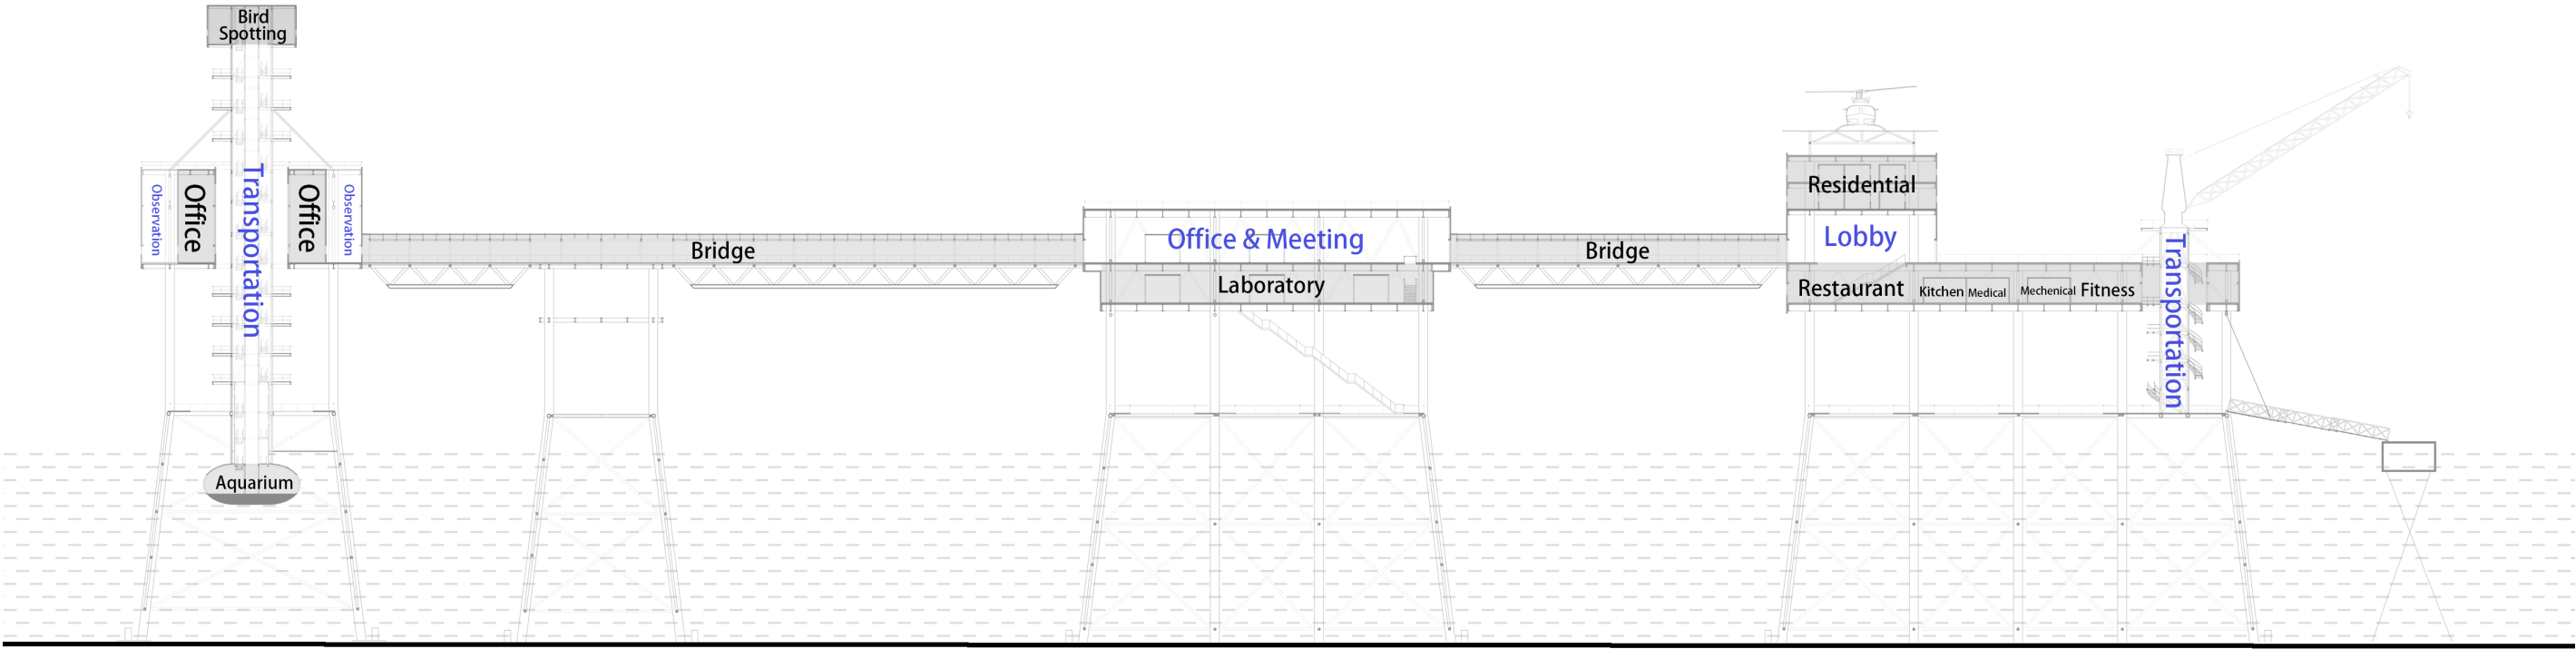 Bird
Spotting
Observation
Office
Transportation
Office
Observation
Aquarium
Bridge
Office & Meeting
Laboratory
Bridge
Residential
Lobby
Restaurant
Kitchen
Medical
Mechenical
Fitness
Transportation